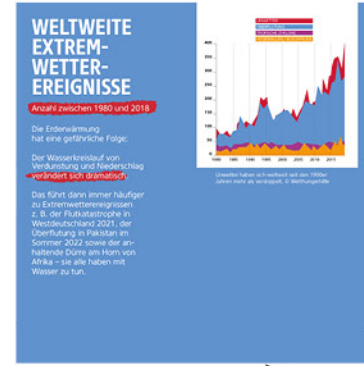 WELTWEITE
EXTREM-
WETTER-
EREIGNISSE
Anzahl zwischen 1980 und 2018
Die Erderwärmung
hat eine gefährliche Folge:
Der Wasserkreislauf von
Verdunstung und Niederschlag
verändert sich dramatisch.
Das führt dann immer häufiger
zu Extremwetterereignissen
z. B. der Flutkatastrophe in
Westdeutschland 2021, der
Überflutung in Pakistan im
Sommer 2022 sowie der an-
haltende Dürre am Horn von
Afrika – sie alle haben mit
Wasser zu tun.
400
350
300
250
200
150
100
50
0
1980 1985 1990 1995 2000 2005 2010 2015
Unwetter haben sich weltweit seit den 1990er
Jahren mehr als verdoppelt. © Welthungerhilfe